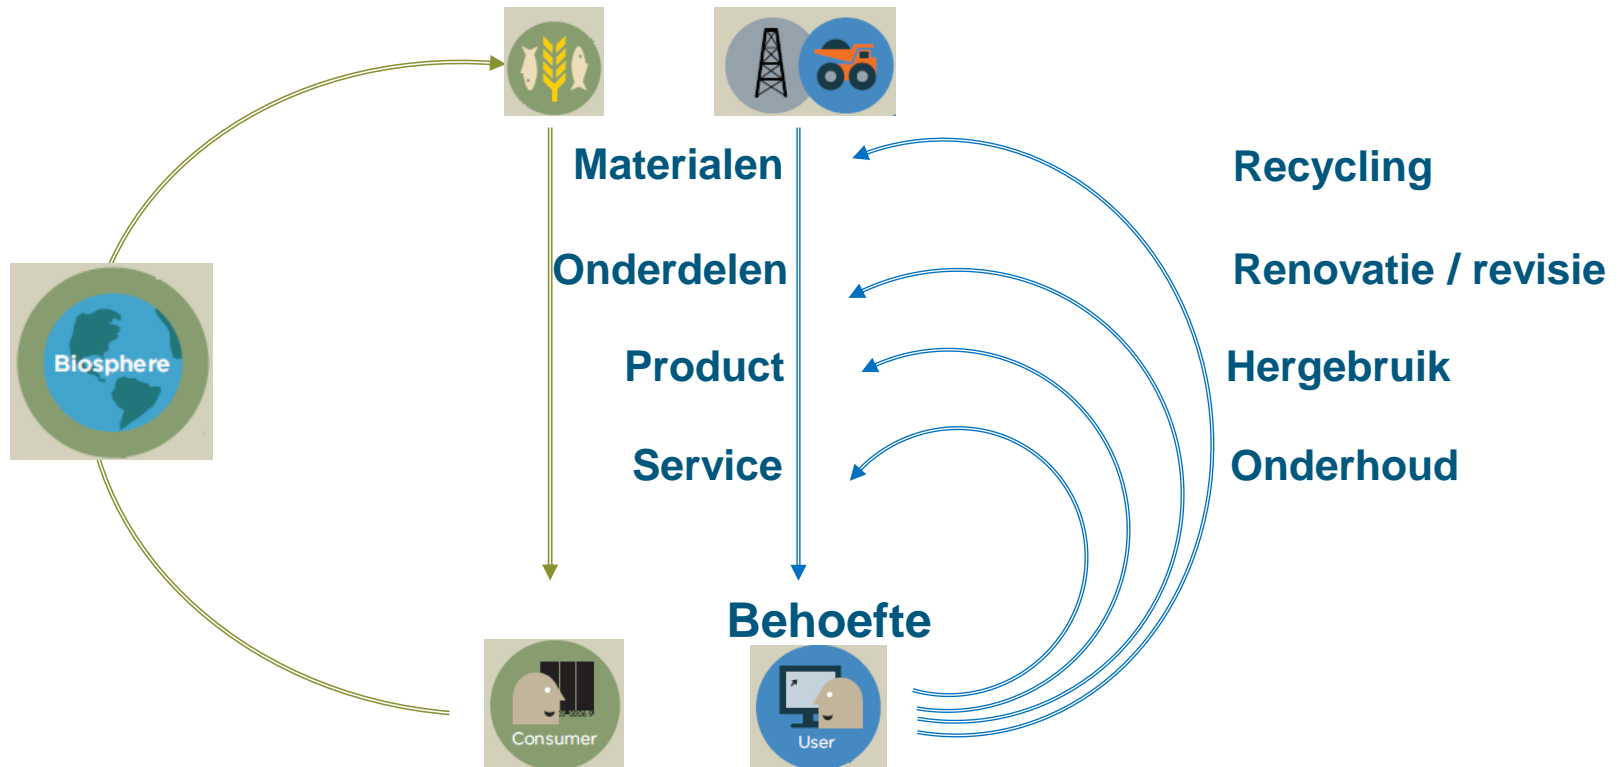 Materialen
Recycling
Onderdelen
Renovatie / revisie
Biosphere
Product
Hergebruik
Service
Onderhoud
Behoefte
Consumer
User